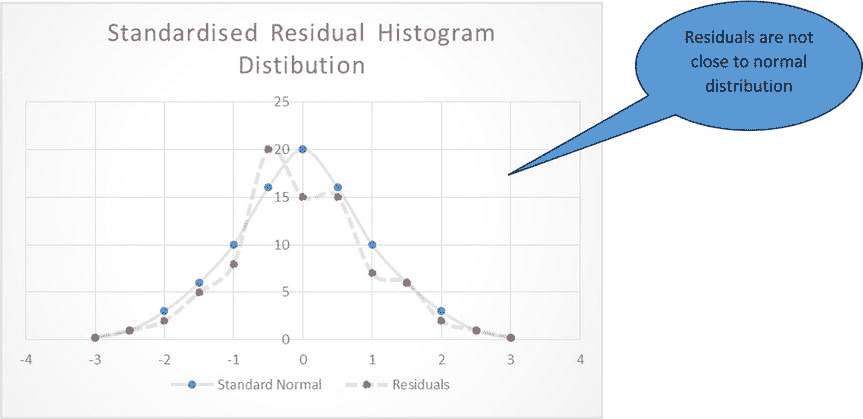 Standardised Residual Histogram
Distibution
Residuals are not
close to normal
distribution
25
20
15
10
5
0
-4 -3 -2 -1 0 1 2 3 4
Standard Normal Residuals